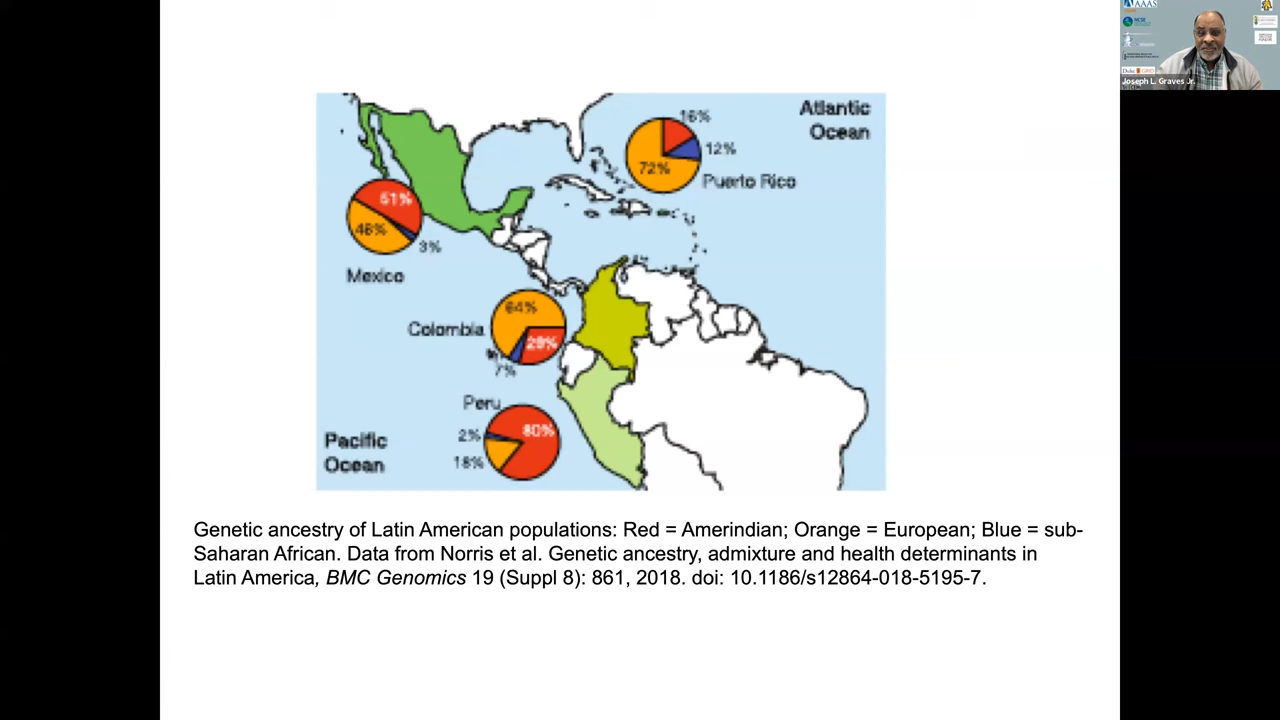 AAAS
Joseph L. Graves Jr.
Atlantic
Ocean
16%
12%
72%
Puerto Rico
51%
46%
3%
Mexico
64%
Colombia
29%
7%
Peru
80%
2%
18%
Pacific
Ocean
Genetic ancestry of Latin American populations: Red = Amerindian; Orange = European; Blue = sub-
Saharan African. Data from Norris et al. Genetic ancestry, admixture and health determinants in
Latin America, BMC Genomics 19 (Suppl 8): 861, 2018. doi: 10.1186/s12864-018-5195-7.